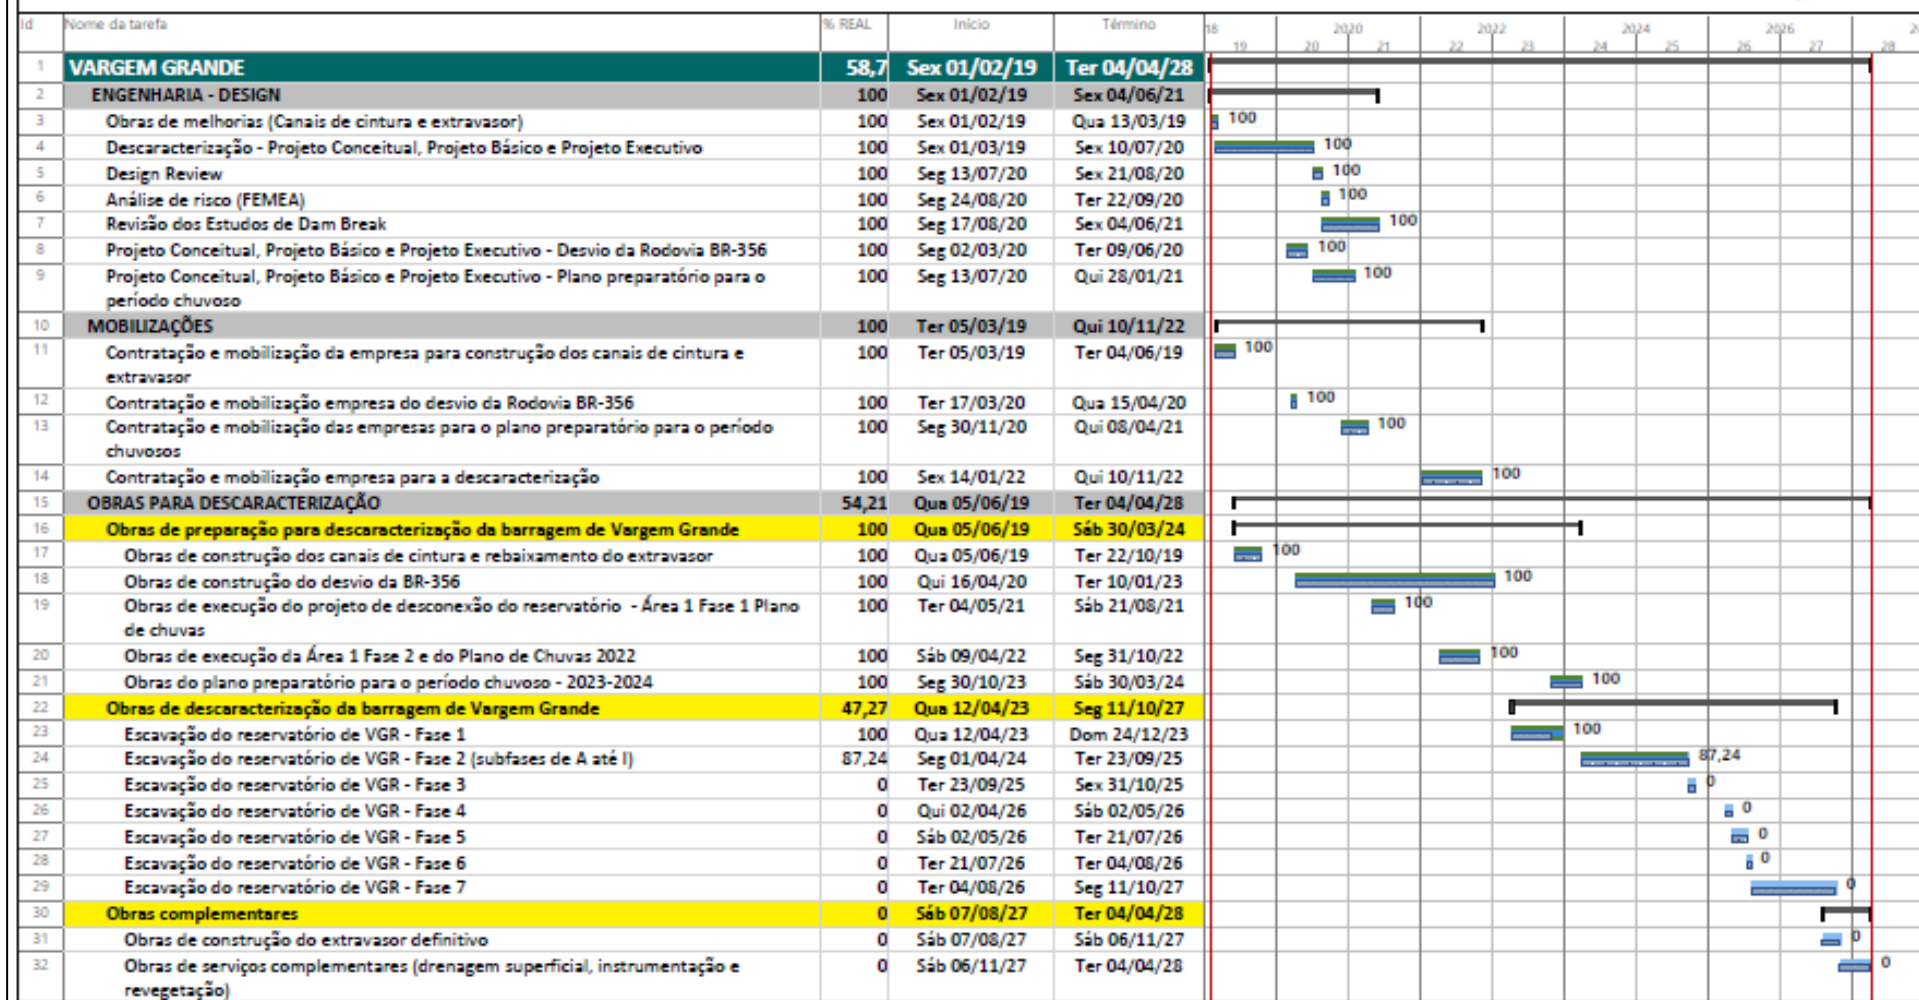 Id Nome da tarefa % REAL Início Término 18 2020 2022 2024 2026
19 20 21 22 23 24 25 26 27 28
1 VARGEM GRANDE 58,7 Sex 01/02/19 Ter 04/04/28
2 ENGENHARIA - DESIGN 100 Sex 01/02/19 Sex 04/06/21
3 Obras de melhorias (Canais de cintura e extravasor) 100 Sex 01/02/19 Qua 13/03/19 100
4 Descaracterização - Projeto Conceitual, Projeto Básico e Projeto Executivo 100 Sex 01/03/19 Sex 10/07/20 100
5 Design Review 100 Seg 13/07/20 Sex 21/08/20 100
6 Análise de risco (FEMEA) 100 Seg 24/08/20 Ter 22/09/20 100
7 Revisão dos Estudos de Dam Break 100 Seg 17/08/20 Sex 04/06/21 100
8 Projeto Conceitual, Projeto Básico e Projeto Executivo - Desvio da Rodovia BR-356 100 Seg 02/03/20 Ter 09/06/20 100
9 Projeto Conceitual, Projeto Básico e Projeto Executivo - Plano preparatório para o 100 Seg 13/07/20 Qui 28/01/21 100
período chuvoso
10 MOBILIZAÇÕES 100 Ter 05/03/19 Qui 10/11/22
11 Contratação e mobilização da empresa para construção dos canais de cintura e 100 Ter 05/03/19 Ter 04/06/19 100
extravasor
12 Contratação e mobilização empresa do desvio da Rodovia BR-356 100 Ter 17/03/20 Qua 15/04/20 100
13 Contratação e mobilização das empresas para o plano preparatório para o período 100 Seg 30/11/20 Qui 08/04/21 100
chuvosos
14 Contratação e mobilização empresa para a descaracterização 100 Sex 14/01/22 Qui 10/11/22 100
15 OBRAS PARA DESCARACTERIZAÇÃO 54,21 Qua 05/06/19 Ter 04/04/28
16 Obras de preparação para descaracterização da barragem de Vargem Grande 100 Qua 05/06/19 Sáb 30/03/24
17 Obras de construção dos canais de cintura e rebaixamento do extravasor 100 Qua 05/06/19 Ter 22/10/19 100
18 Obras de construção do desvio da BR-356 100 Qui 16/04/20 Ter 10/01/23 100
19 Obras de execução do projeto de desconexão do reservatório - Área 1 Fase 1 Plano 100 Ter 04/05/21 Sáb 21/08/21 100
de chuvas
20 Obras de execução da Área 1 Fase 2 e do Plano de Chuvas 2022 100 Sáb 09/04/22 Seg 31/10/22 100
21 Obras do plano preparatório para o período chuvoso - 2023-2024 100 Seg 30/10/23 Sáb 30/03/24 100
22 Obras de descaracterização da barragem de Vargem Grande 47,27 Qua 12/04/23 Seg 11/10/27
23 Escavação do reservatório de VGR - Fase 1 100 Qua 12/04/23 Dom 24/12/23 100
24 Escavação do reservatório de VGR - Fase 2 (subfases de A até I) 87,24 Seg 01/04/24 Ter 23/09/25 87,24
25 Escavação do reservatório de VGR - Fase 3 0 Ter 23/09/25 Sex 31/10/25 0
26 Escavação do reservatório de VGR - Fase 4 0 Qui 02/04/26 Sáb 02/05/26 0
27 Escavação do reservatório de VGR - Fase 5 0 Sáb 02/05/26 Ter 21/07/26 0
28 Escavação do reservatório de VGR - Fase 6 0 Ter 21/07/26 Ter 04/08/26 0
29 Escavação do reservatório de VGR - Fase 7 0 Ter 04/08/26 Seg 11/10/27 0
30 Obras complementares 0 Sáb 07/08/27 Ter 04/04/28
31 Obras de construção do extravasor definitivo 0 Sáb 07/08/27 Sáb 06/11/27 0
32 Obras de serviços complementares (drenagem superficial, instrumentação e 0 Sáb 06/11/27 Ter 04/04/28 0
revegetação)